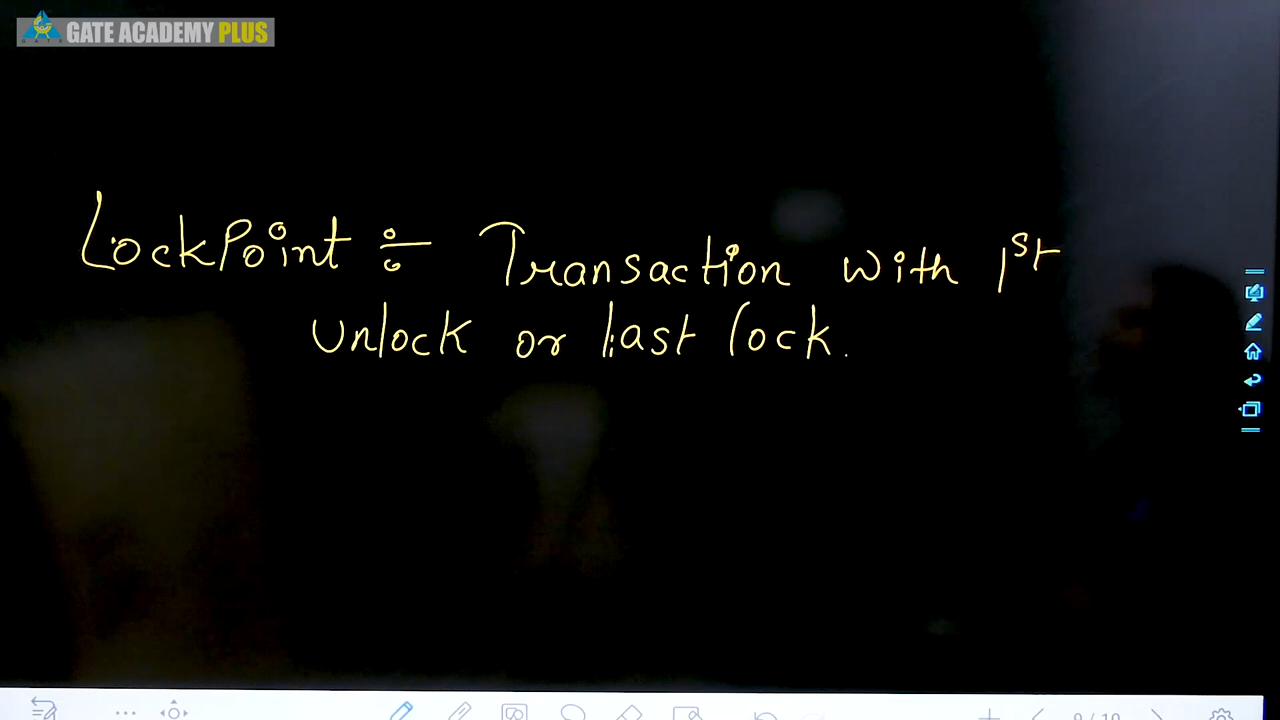 GATE ACADEMY PLUS
LockPoint ÷ Transaction with 1st
unlock or last lock.